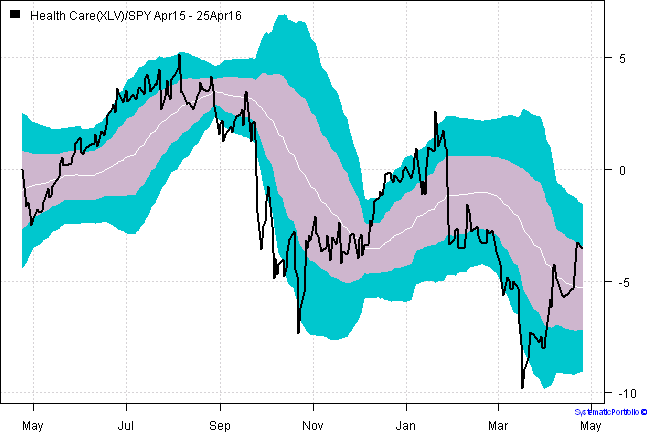 Health Care(XLV)/SPY Apr15 - 25Apr16
5
0
-5
-10
May Jul Sep Nov Jan Mar May
SystematicPortfolio ©